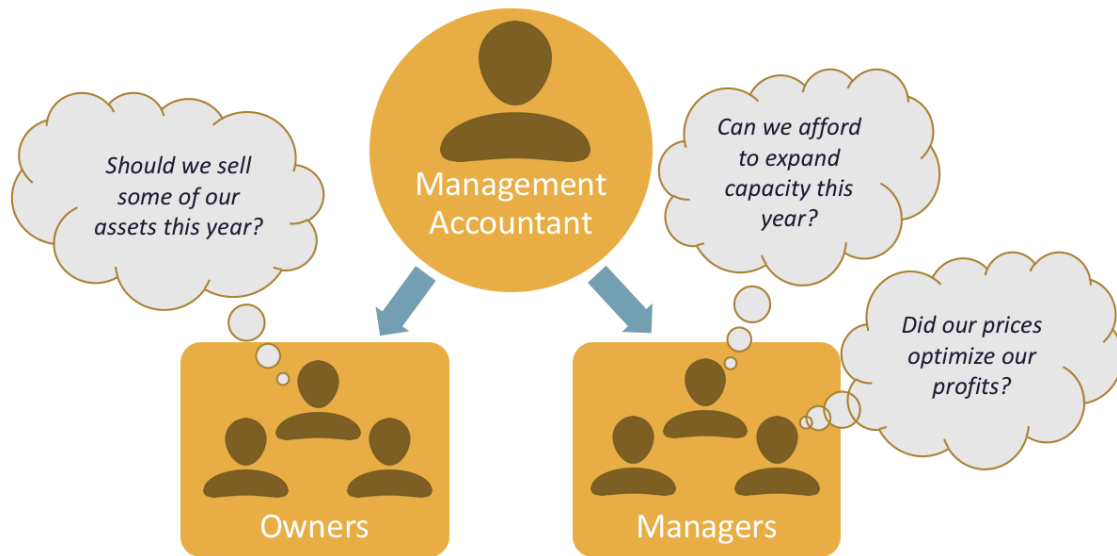 Should we sell
some of our
assets this year?
Management
Accountant
Can we afford
to expand
capacity this
year?
Did our prices
optimize our
profits?
Owners
Managers